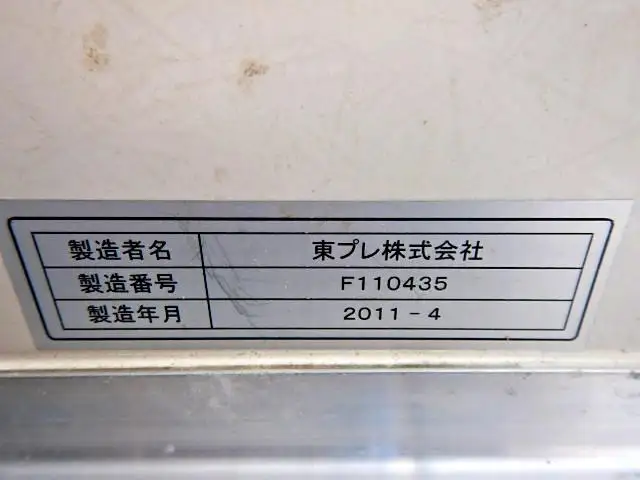 製造者名 東プレ株式会社
製造番号 F110435
製造年月 2011-4